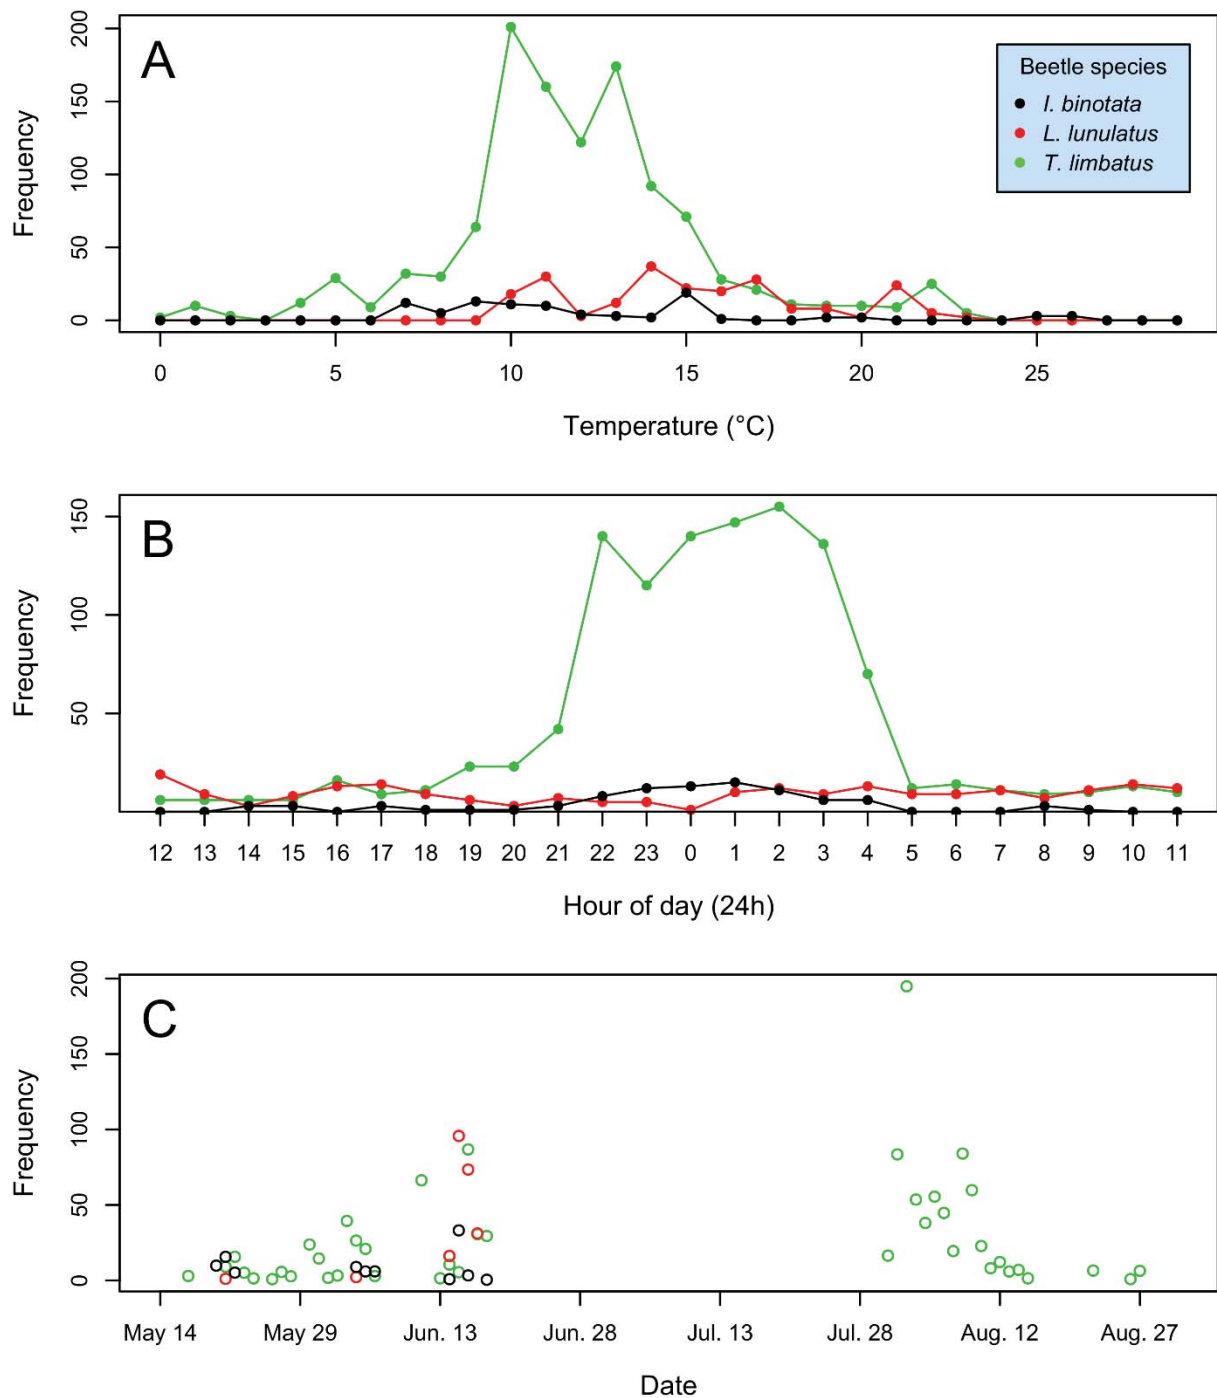 A
Beetle species
I. binotata
L. lunulatus
T. limbatus
Frequency
0 50 100 150 200
0 5 10 15 20 25
Temperature (°C)
B
Frequency
50 100 150
12 13 14 15 16 17 18 19 20 21 22 23 0 1 2 3 4 5 6 7 8 9 10 11
Hour of day (24h)
C
Frequency
0 50 100 150 200
May 14 May 29 Jun. 13 Jun. 28 Jul. 13 Jul. 28 Aug. 12 Aug. 27
Date